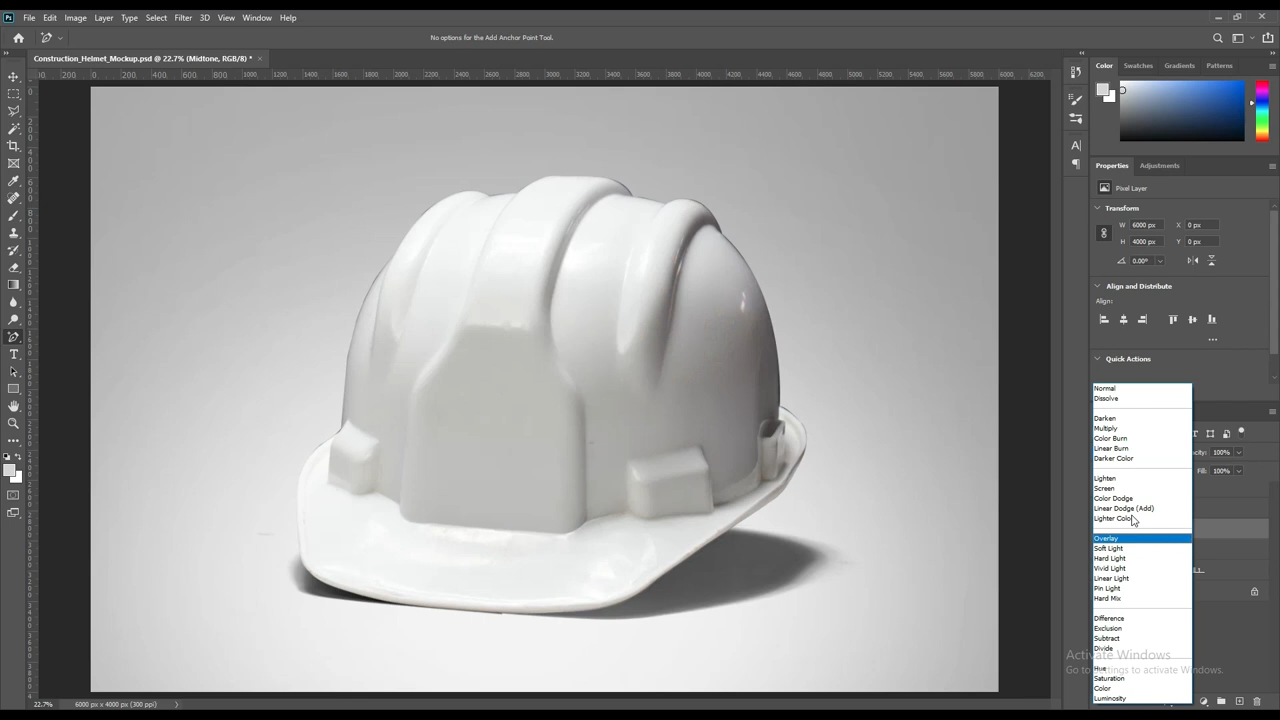 File Edit Image Layer Type Select Filter 3D View Window Help
No options for the Add Anchor Point Tool.
Construction_Helmet_Mockup.psd @ 22.7% (Midtone, RGB/8) *
Color Swatches Gradients Patterns
Properties Adjustments
Pixel Layer
Transform
W 6000 px X 0 px
H 4000 px Y 0 px
0.00°
Align and Distribute
Align:
Quick Actions
Normal
Dissolve
Darken
Multiply
Color Burn
Linear Burn
Darker Color
Lighten
Screen
Color Dodge
Linear Dodge (Add)
Lighter Color
Overlay
Soft Light
Hard Light
Vivid Light
Linear Light
Pin Light
Hard Mix
Difference
Exclusion
Subtract
Divide
Hue
Saturation
Color
Luminosity
100%
Fill: 100%
Activate Windows
Go to Settings to activate Windows.
22.7% 6000 px x 4000 px (300 ppi)